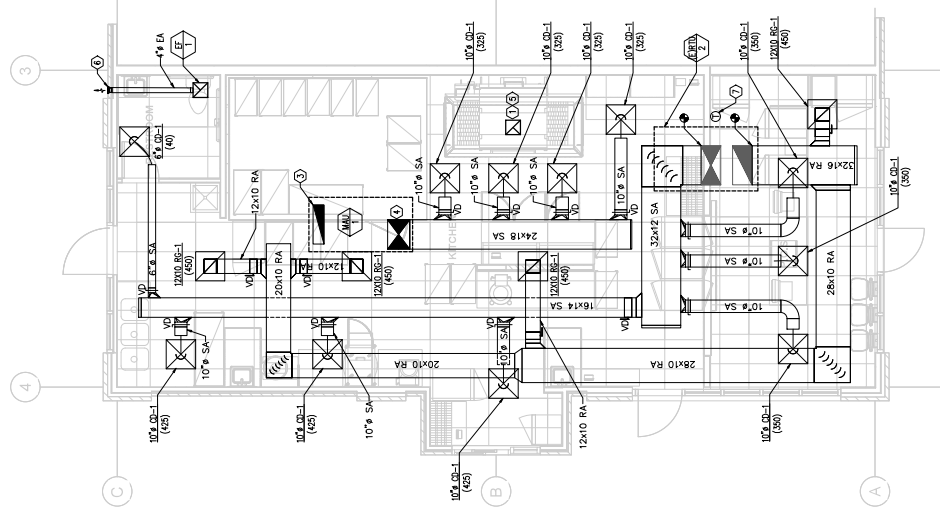 10"ø CD-1
(325)
10"ø CD-1
(325)
10"ø CD-1
(325)
10"ø CD-1
(325)
(E)RTU
2
10"ø CD-1
(350)
12X10 RG-1
(450)
3
6
4"ø EA
EF
1
6"ø CD-1
(40)
12x10 RA
3
MAU
1
4
1
5
T
7
10"ø SA
10"ø SA
10"ø SA
10"ø SA
VD
VD
VD
VD
KITCHEN
24x18 SA
32x12 SA
32x16 RA
10"ø CD-1
(350)
6"ø SA
VD
12X10 RG-1
(450)
20x10 RA
12x10 RA
12X10 RG-1
(450)
12X10 RG-1
(450)
10"ø SA
10"ø SA
10"ø SA
28x10 RA
16x14 SA
VD
VD
VD
VD
10"ø SA
10"ø SA
10"ø SA
20x10 RA
28x10 RA
12x10 RA
4
10"ø CD-1
(425)
10"ø CD-1
(425)
10"ø CD-1
(425)
10"ø CD-1
(350)
C
B
A